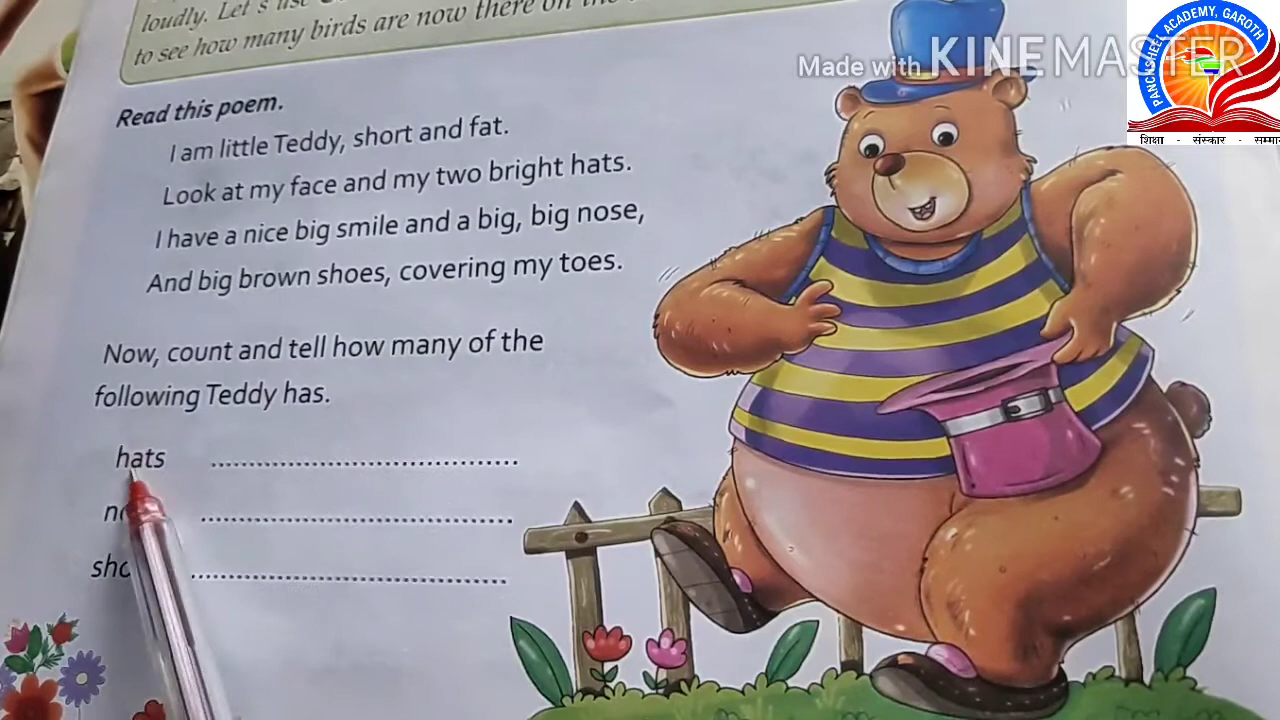 loudly. Let's use
to see how many birds are now there on the
Made with KINEMASTER
PANCHSHEEL ACADEMY, GAROTH
शिक्षा - संस्कार - सम्मा
Read this poem.
I am little Teddy, short and fat.
Look at my face and my two bright hats.
I have a nice big smile and a big, big nose,
And big brown shoes, covering my toes.
Now, count and tell how many of the
following Teddy has.
hats